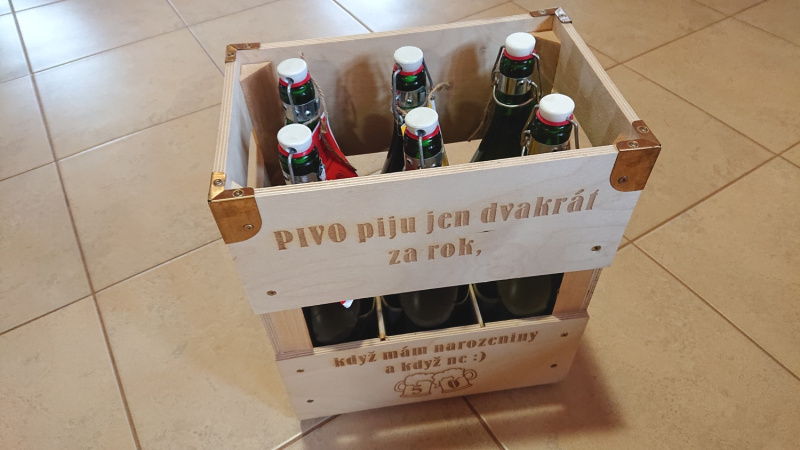 PIVO piju jen dvakrát
za rok,
když mám narozeniny
a když ne :)
50